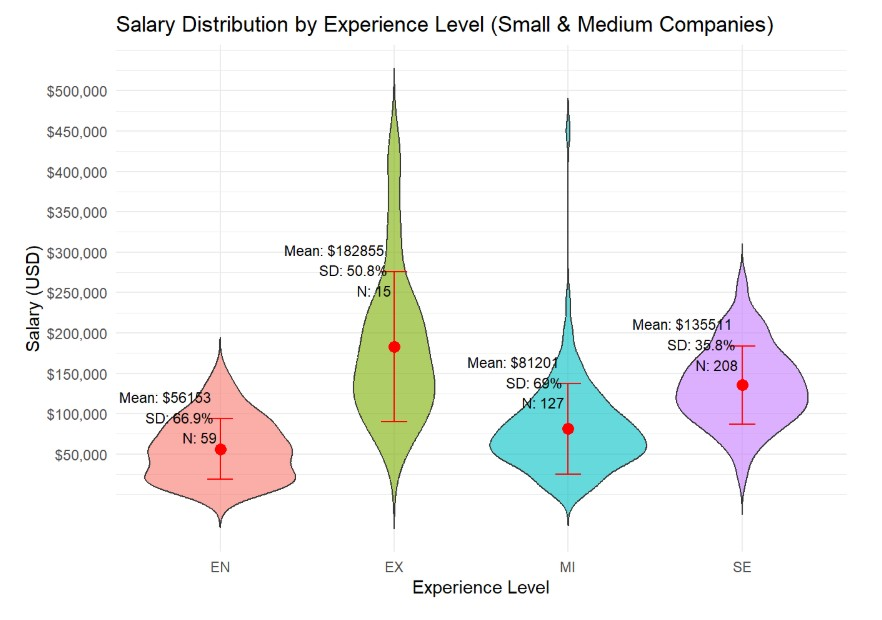 Salary Distribution by Experience Level (Small & Medium Companies)
Salary (USD)
$500,000
$450,000
$400,000
$350,000
$300,000
$250,000
$200,000
$150,000
$100,000
$50,000
Mean: $56153
SD: 66.9%
N: 59
Mean: $182855
SD: 50.8%
N: 15
Mean: $81201
SD: 69%
N: 127
Mean: $135511
SD: 35.8%
N: 208
EN
EX
MI
SE
Experience Level